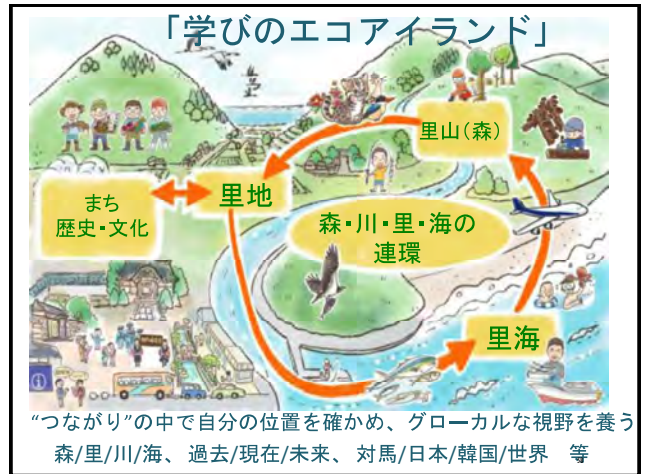 「学びのエコアイランド」
里山（森）
里地
まち
歴史・文化
森・川・里・海の
連環
里海
“つながり”の中で自分の位置を確かめ、グローカルな視野を養う
森/里/川/海、過去/現在/未来、対馬/日本/韓国/世界　等